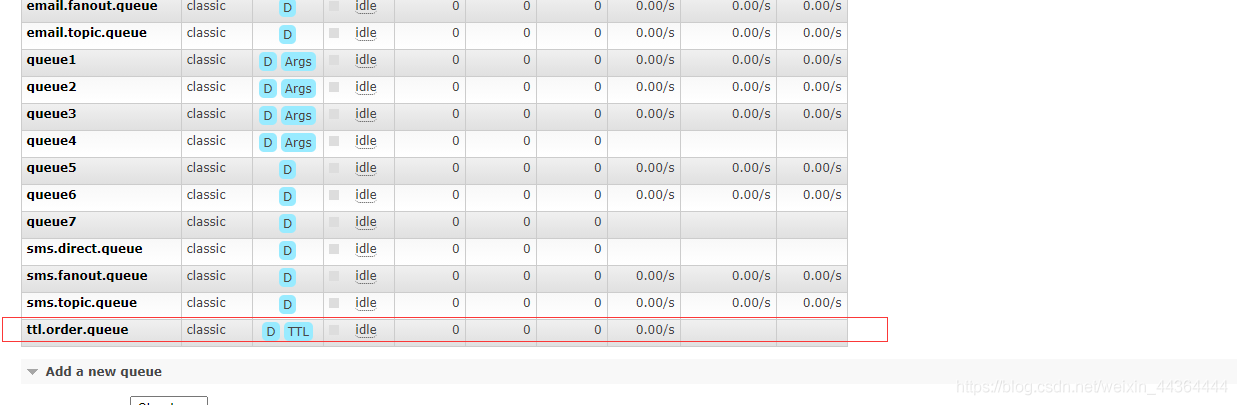 email.fanout.queue classic D idle 0 0 0 0.00/s 0.00/s 0.00/s
email.topic.queue classic D idle 0 0 0 0.00/s 0.00/s 0.00/s
queue1 classic D Args idle 0 0 0 0.00/s 0.00/s 0.00/s
queue2 classic D Args idle 0 0 0 0.00/s 0.00/s 0.00/s
queue3 classic D Args idle 0 0 0 0.00/s 0.00/s 0.00/s
queue4 classic D Args idle 0 0 0
queue5 classic D idle 0 0 0 0.00/s 0.00/s 0.00/s
queue6 classic D idle 0 0 0 0.00/s 0.00/s 0.00/s
queue7 classic D idle 0 0 0
sms.direct.queue classic D idle 0 0 0
sms.fanout.queue classic D idle 0 0 0 0.00/s 0.00/s 0.00/s
sms.topic.queue classic D idle 0 0 0 0.00/s 0.00/s 0.00/s
ttl.order.queue classic D TTL idle 0 0 0 0.00/s
Add a new queue
https://blog.csdn.net/weixin_44364444